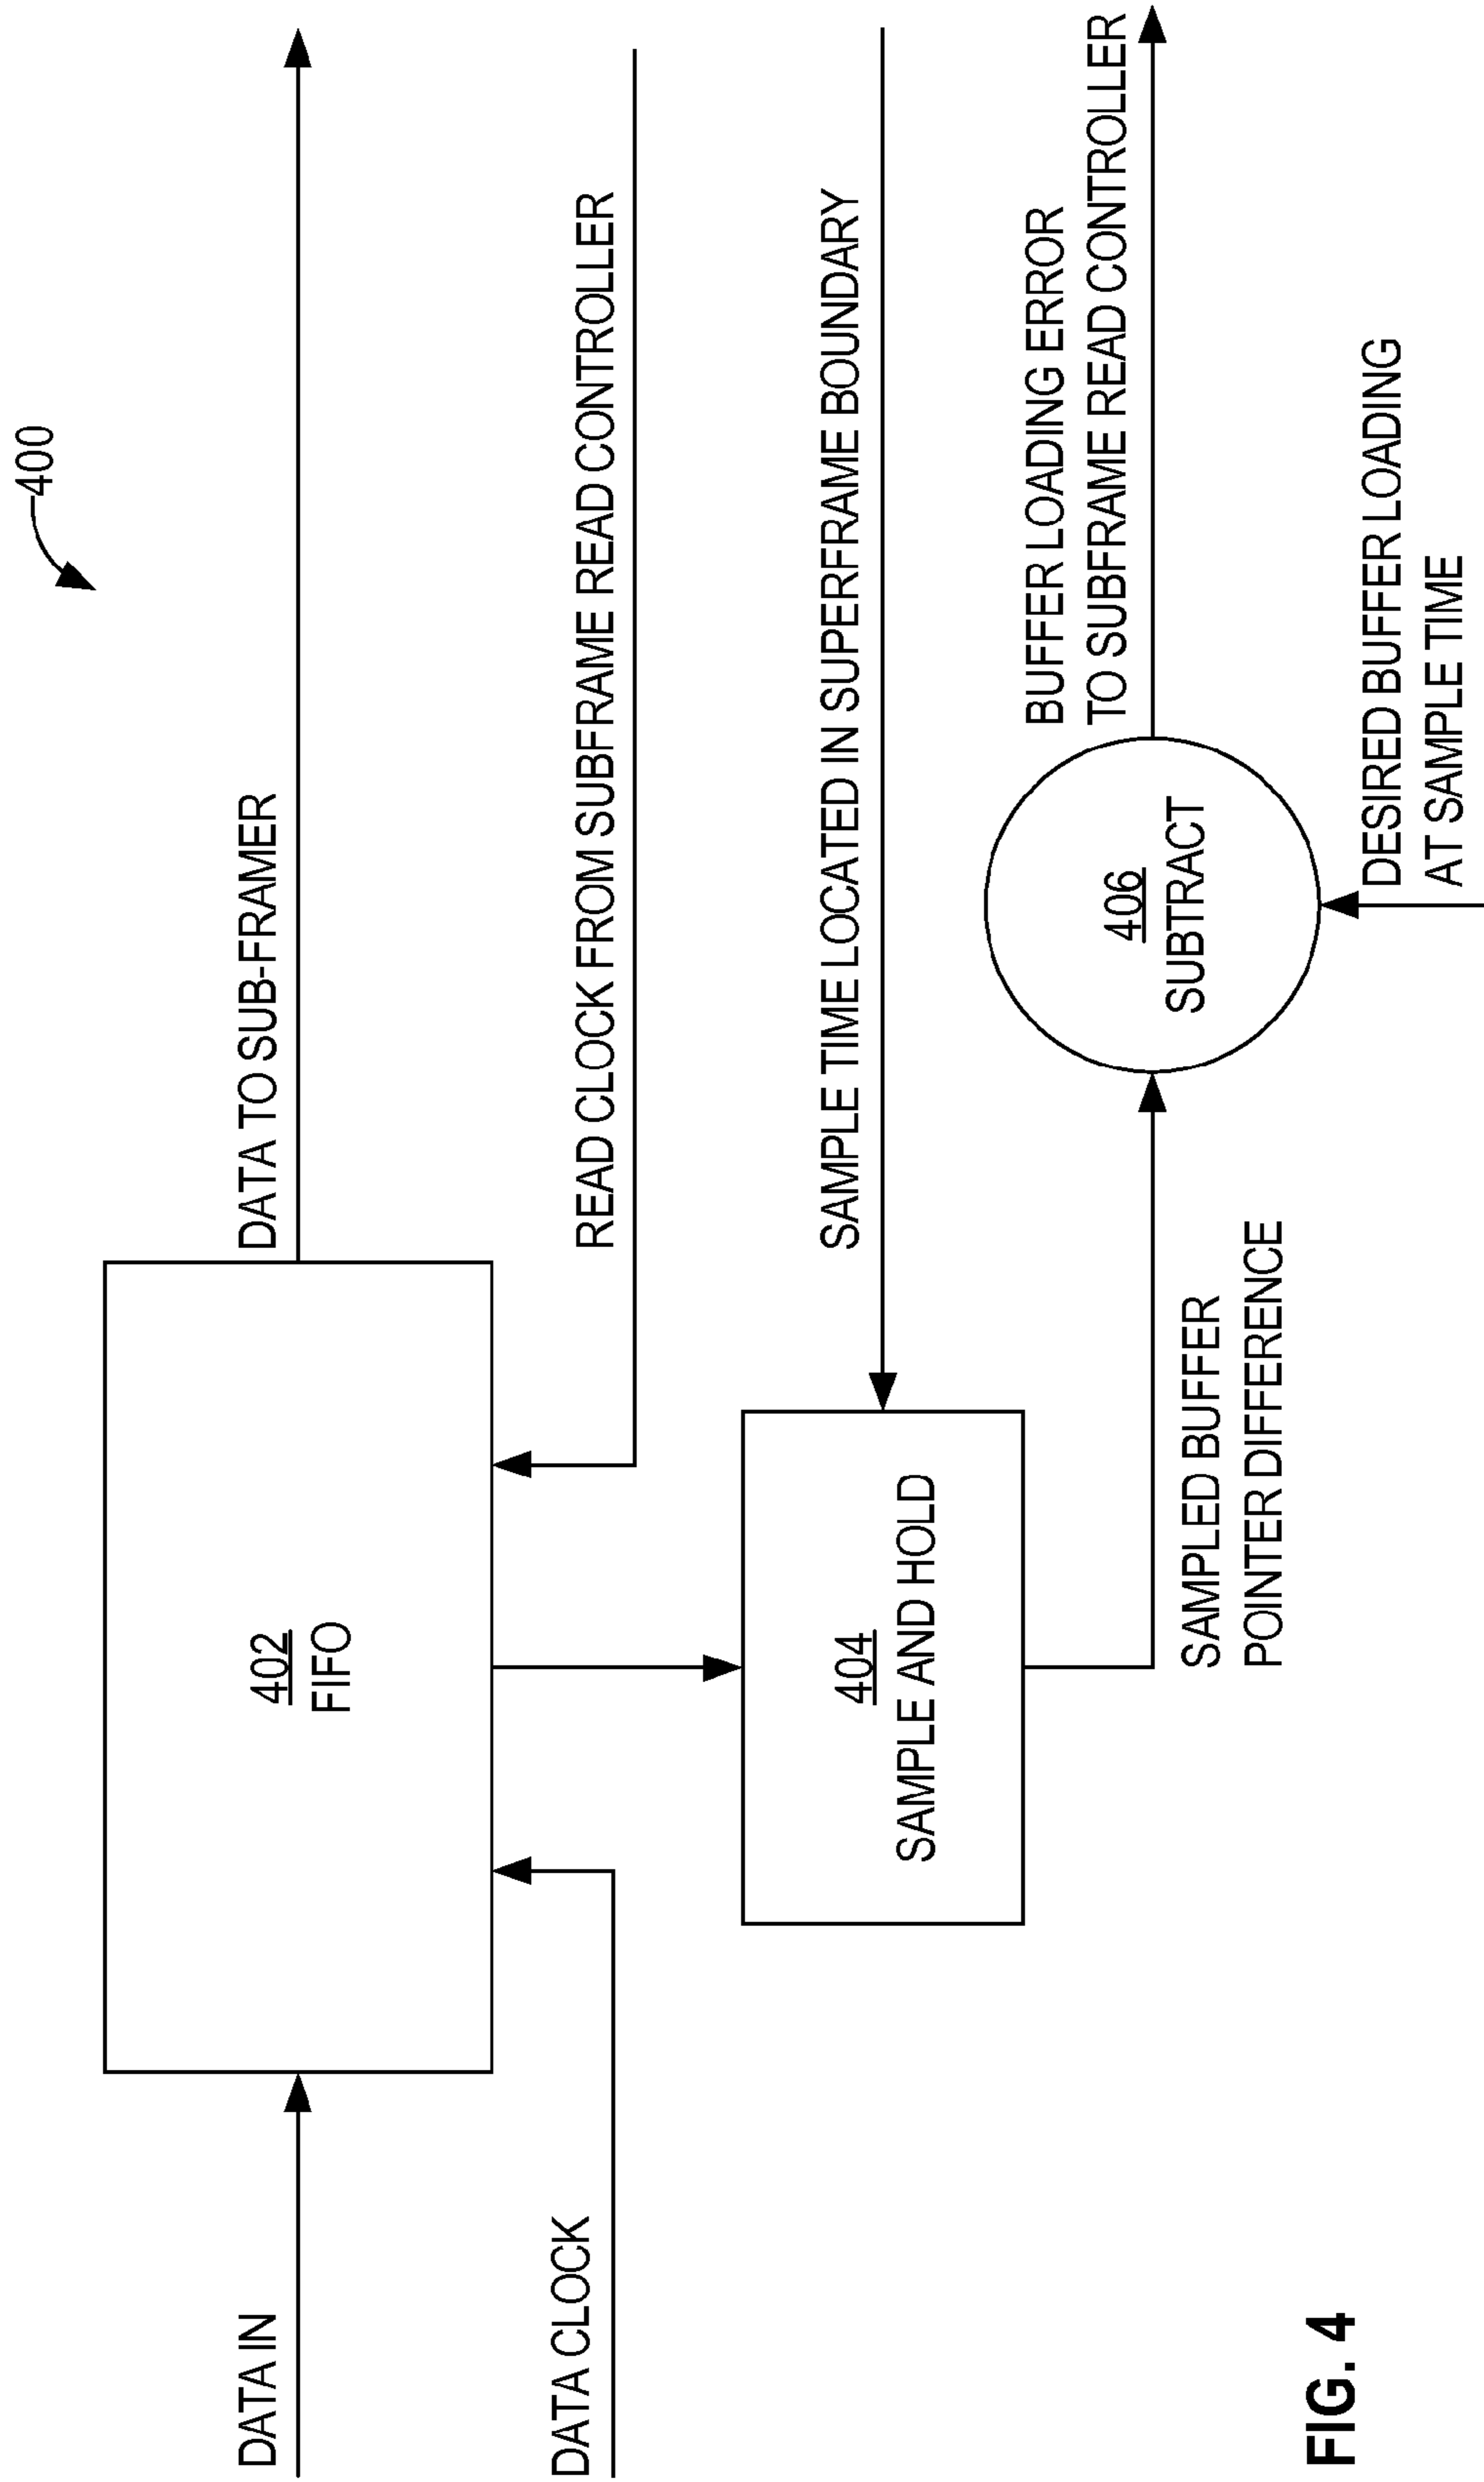 400
DATA IN
402
FIFO
DATA TO SUB-FRAMER
DATA CLOCK
READ CLOCK FROM SUBFRAME READ CONTROLLER
404
SAMPLE AND HOLD
SAMPLE TIME LOCATED IN SUPERFRAME BOUNDARY
SAMPLED BUFFER
POINTER DIFFERENCE
406
SUBTRACT
BUFFER LOADING ERROR
TO SUBFRAME READ CONTROLLER
DESIRED BUFFER LOADING
AT SAMPLE TIME
FIG. 4